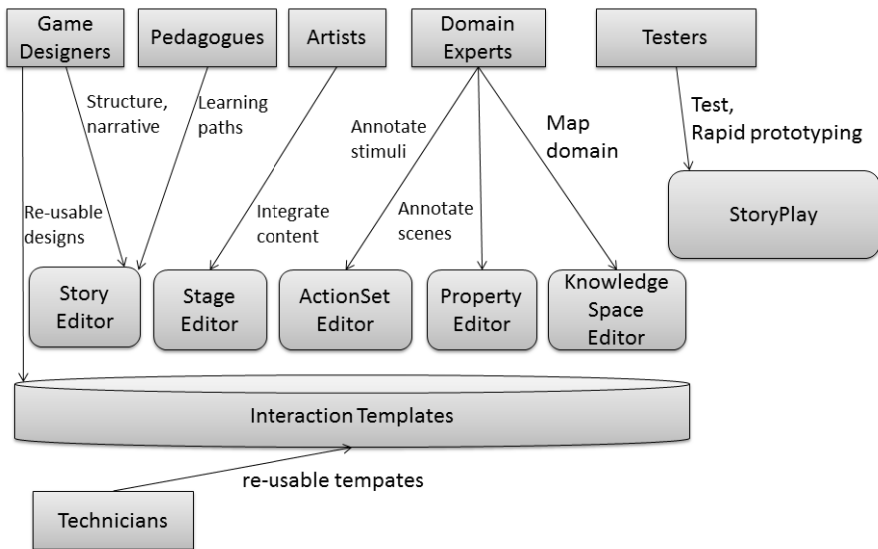 Game
Designers
Pedagogues
Artists
Domain
Experts
Testers
Structure,
narrative
Learning
paths
Annotate
stimuli
Map
domain
Test,
Rapid prototyping
Re-usable
designs
Integrate
content
Annotate
scenes
StoryPlay
Story
Editor
Stage
Editor
ActionSet
Editor
Property
Editor
Knowledge
Space
Editor
Interaction Templates
re-usable tempates
Technicians